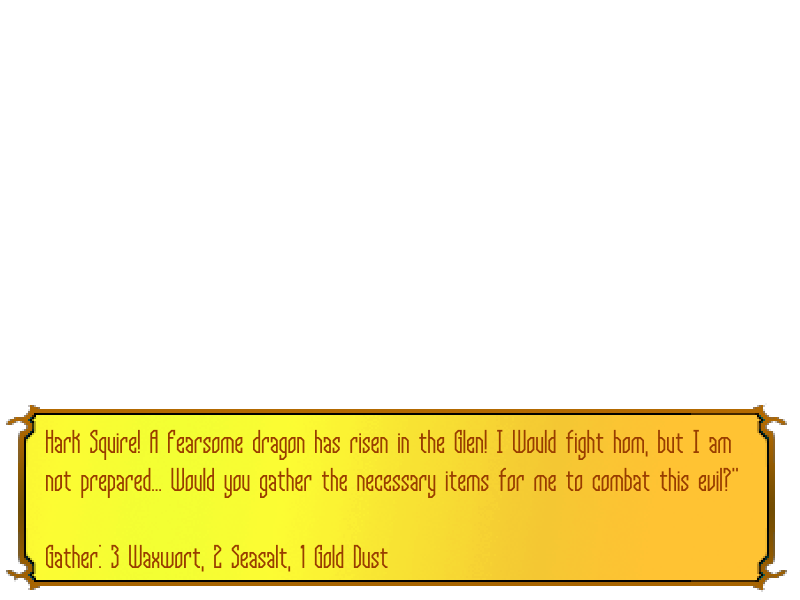 Hark Squire! A fearsome dragon has risen in the Glen! I Would fight hom, but I am
not prepared... Would you gather the necessary items for me to combat this evil?"
Gather: 3 Waxwort, 2 Seasalt, 1 Gold Dust